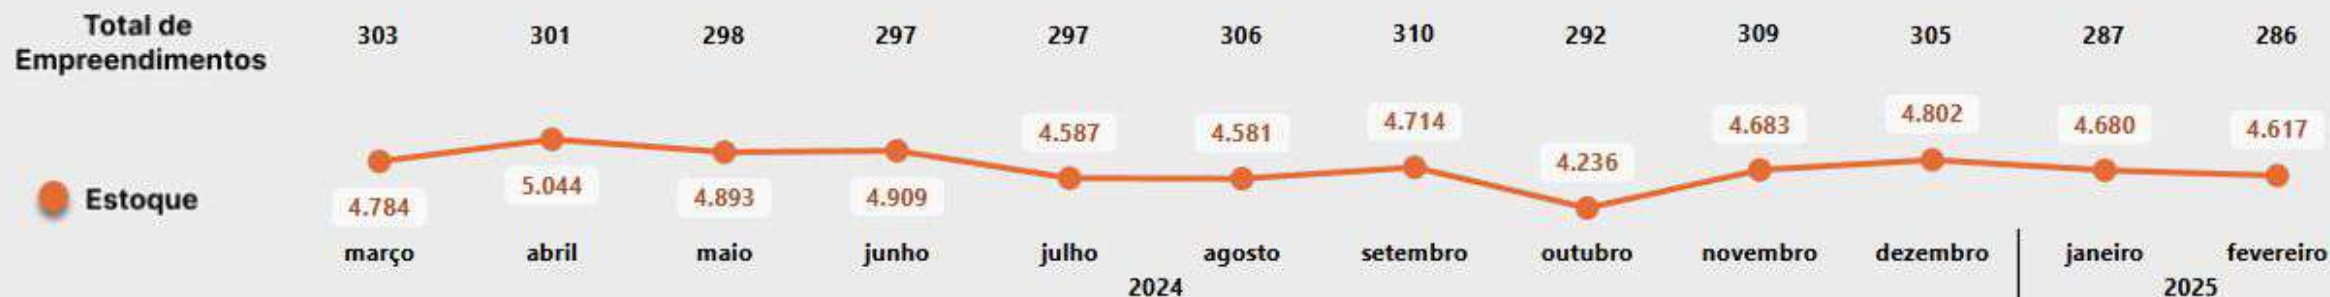 Total de
Empreendimentos
303 301 298 297 297 306 310 292 309 305 287 286
4.784 5.044 4.893 4.909 4.587 4.581 4.714 4.236 4.683 4.802 4.680 4.617
Estoque
março abril maio junho julho agosto setembro outubro novembro dezembro janeiro fevereiro
2024 2025